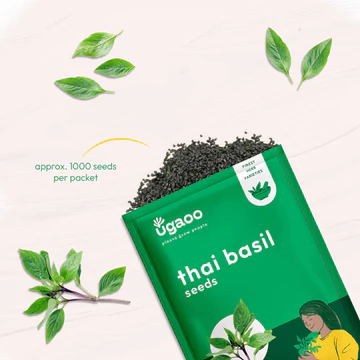 approx. 1000 seeds
per packet
FINEST
HERB
VARIETIES
ugaoo
plants grow people
thai basil
seeds